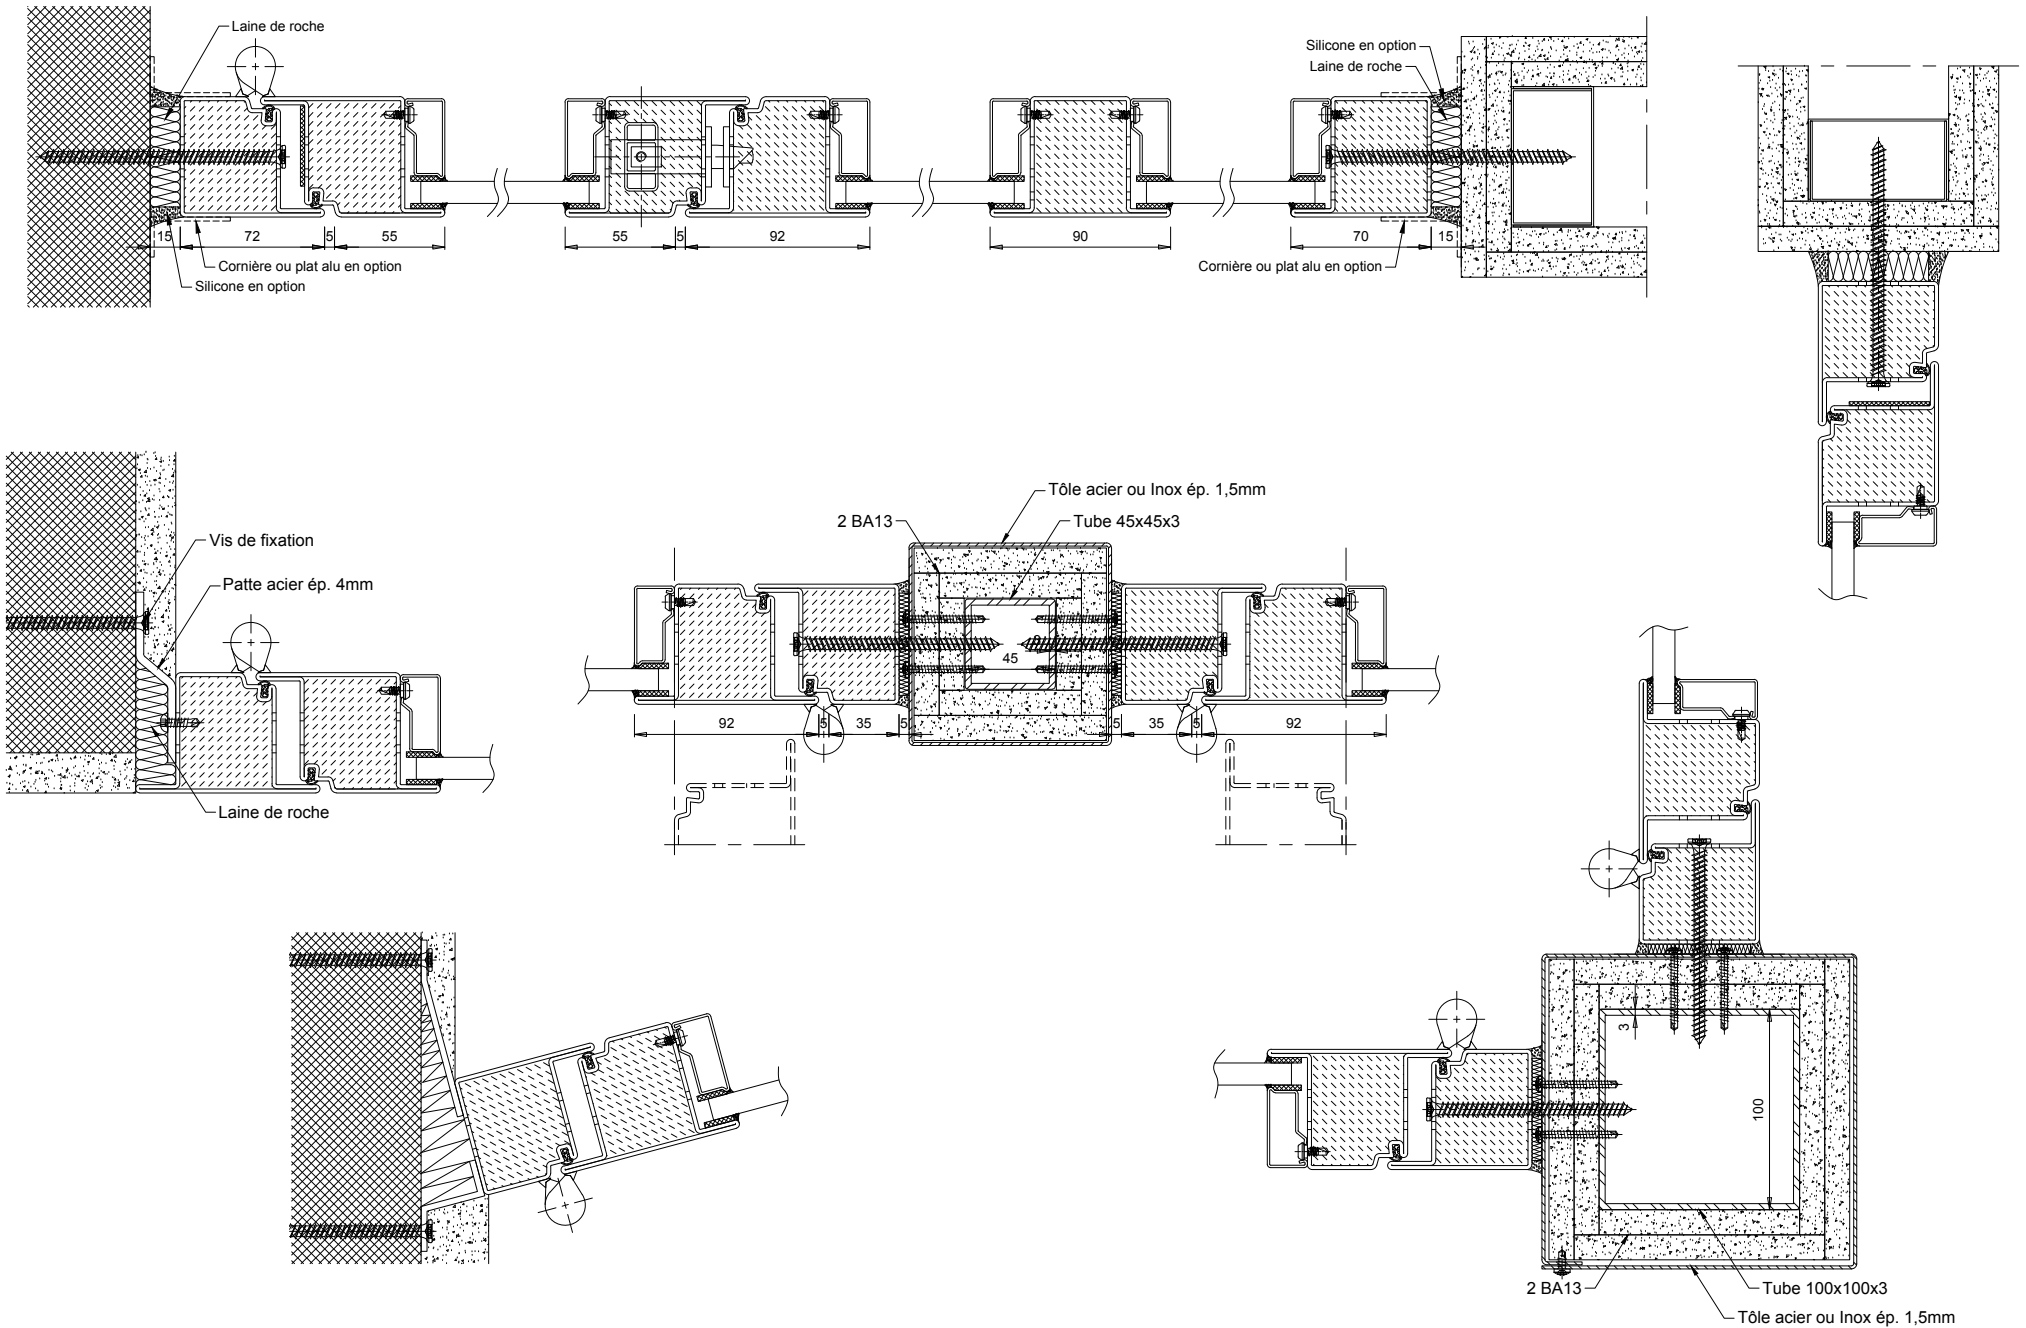 Laine de roche
Silicone en option
Laine de roche
15 72 5 55 55 5 92 90 70 15
Cornière ou plat alu en option
Silicone en option
Cornière ou plat alu en option
Tôle acier ou Inox ép. 1,5mm
2 BA13
Tube 45x45x3
Vis de fixation
Patte acier ép. 4mm
45
92 5 35 5 5 35 5 92
Laine de roche
3
100
2 BA13
Tube 100x100x3
Tôle acier ou Inox ép. 1,5mm